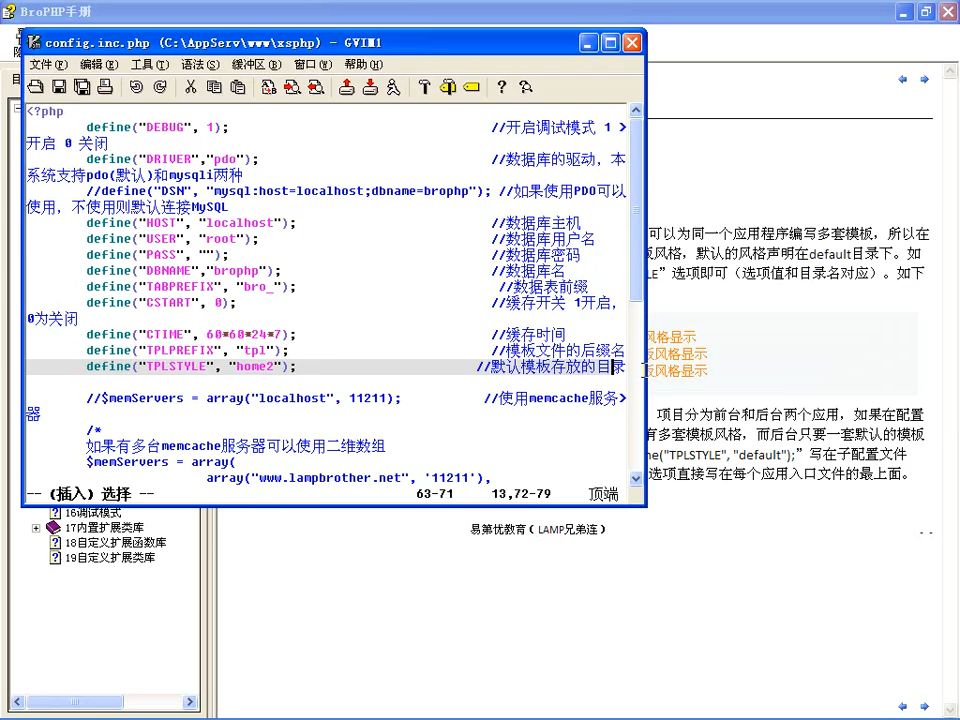 BroPHP手册
config.inc.php (C:\AppServ\www\xsphp) - GVIM1
文件(F) 编辑(E) 工具(T) 语法(S) 缓冲区(B) 窗口(W) 帮助(H)
<?php
define("DEBUG", 1); //开启调试模式 1 >
开启 0 关闭
define("DRIVER","pdo"); //数据库的驱动，本
系统支持pdo(默认)和mysqli两种
//define("DSN", "mysql:host=localhost;dbname=brophp"); //如果使用PDO可以
使用，不使用则默认连接MySQL
define("HOST", "localhost"); //数据库主机
define("USER", "root"); //数据库用户名
define("PASS", ""); //数据库密码
define("DBNAME","brophp"); //数据库名
define("TABPREFIX", "bro_"); //数据表前缀
define("CSTART", 0); //缓存开关 1开启，
0为关闭
define("CTIME", 60*60*24*7); //缓存时间
define("TPLPREFIX", "tpl"); //模板文件的后缀名
define("TPLSTYLE", "home2"); //默认模板存放的目录
//$memServers = array("localhost", 11211); //使用memcache服务>
器
/*
如果有多台memcache服务器可以使用二维数组
$memServers = array(
array("www.lampbrother.net", '11211'),
-- (插入) 选择 -- 63-71 13,72-79 顶端
可以为同一个应用程序编写多套模板，所以在
板风格，默认的风格声明在default目录下。如
LE”选项即可（选项值和目录名对应）。如下
风格显示
板风格显示
板风格显示
项目分为前台和后台两个应用，如果在配置
有多套模板风格，而后台只要一套默认的模板
ne("TPLSTYLE", "default");”写在子配置文件
选项直接写在每个应用入口文件的最上面。
16调试模式
17内置扩展类库
18自定义扩展函数库
19自定义扩展类库
易第优教育（LAMP兄弟连）